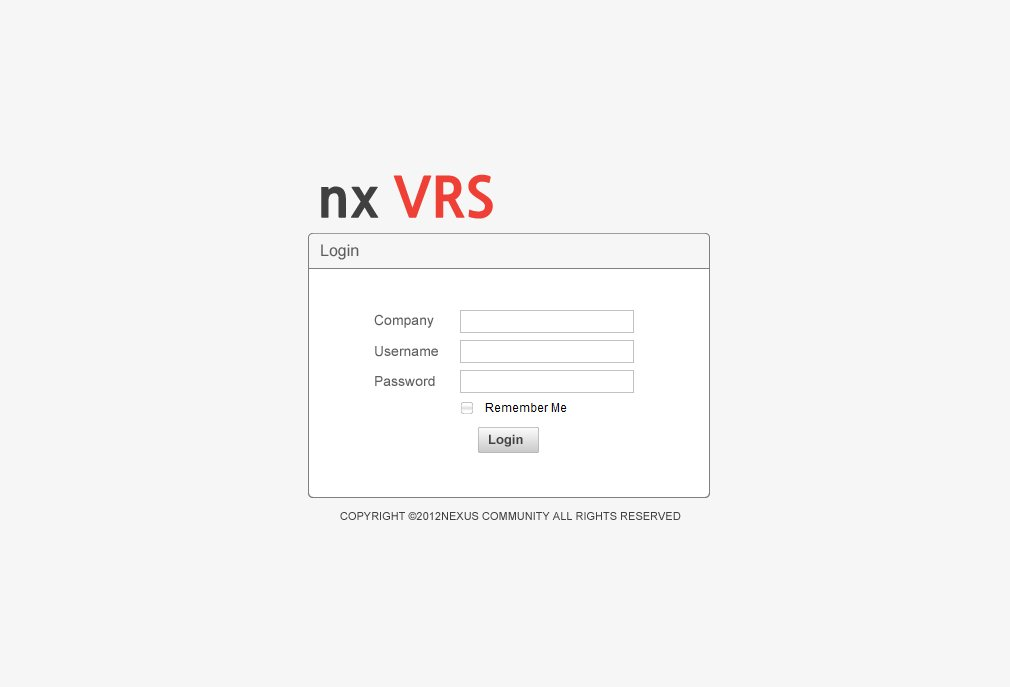 nx VRS
Login
Company
Username
Password
Remember Me
Login
COPYRIGHT ©2012NEXUS COMMUNITY ALL RIGHTS RESERVED